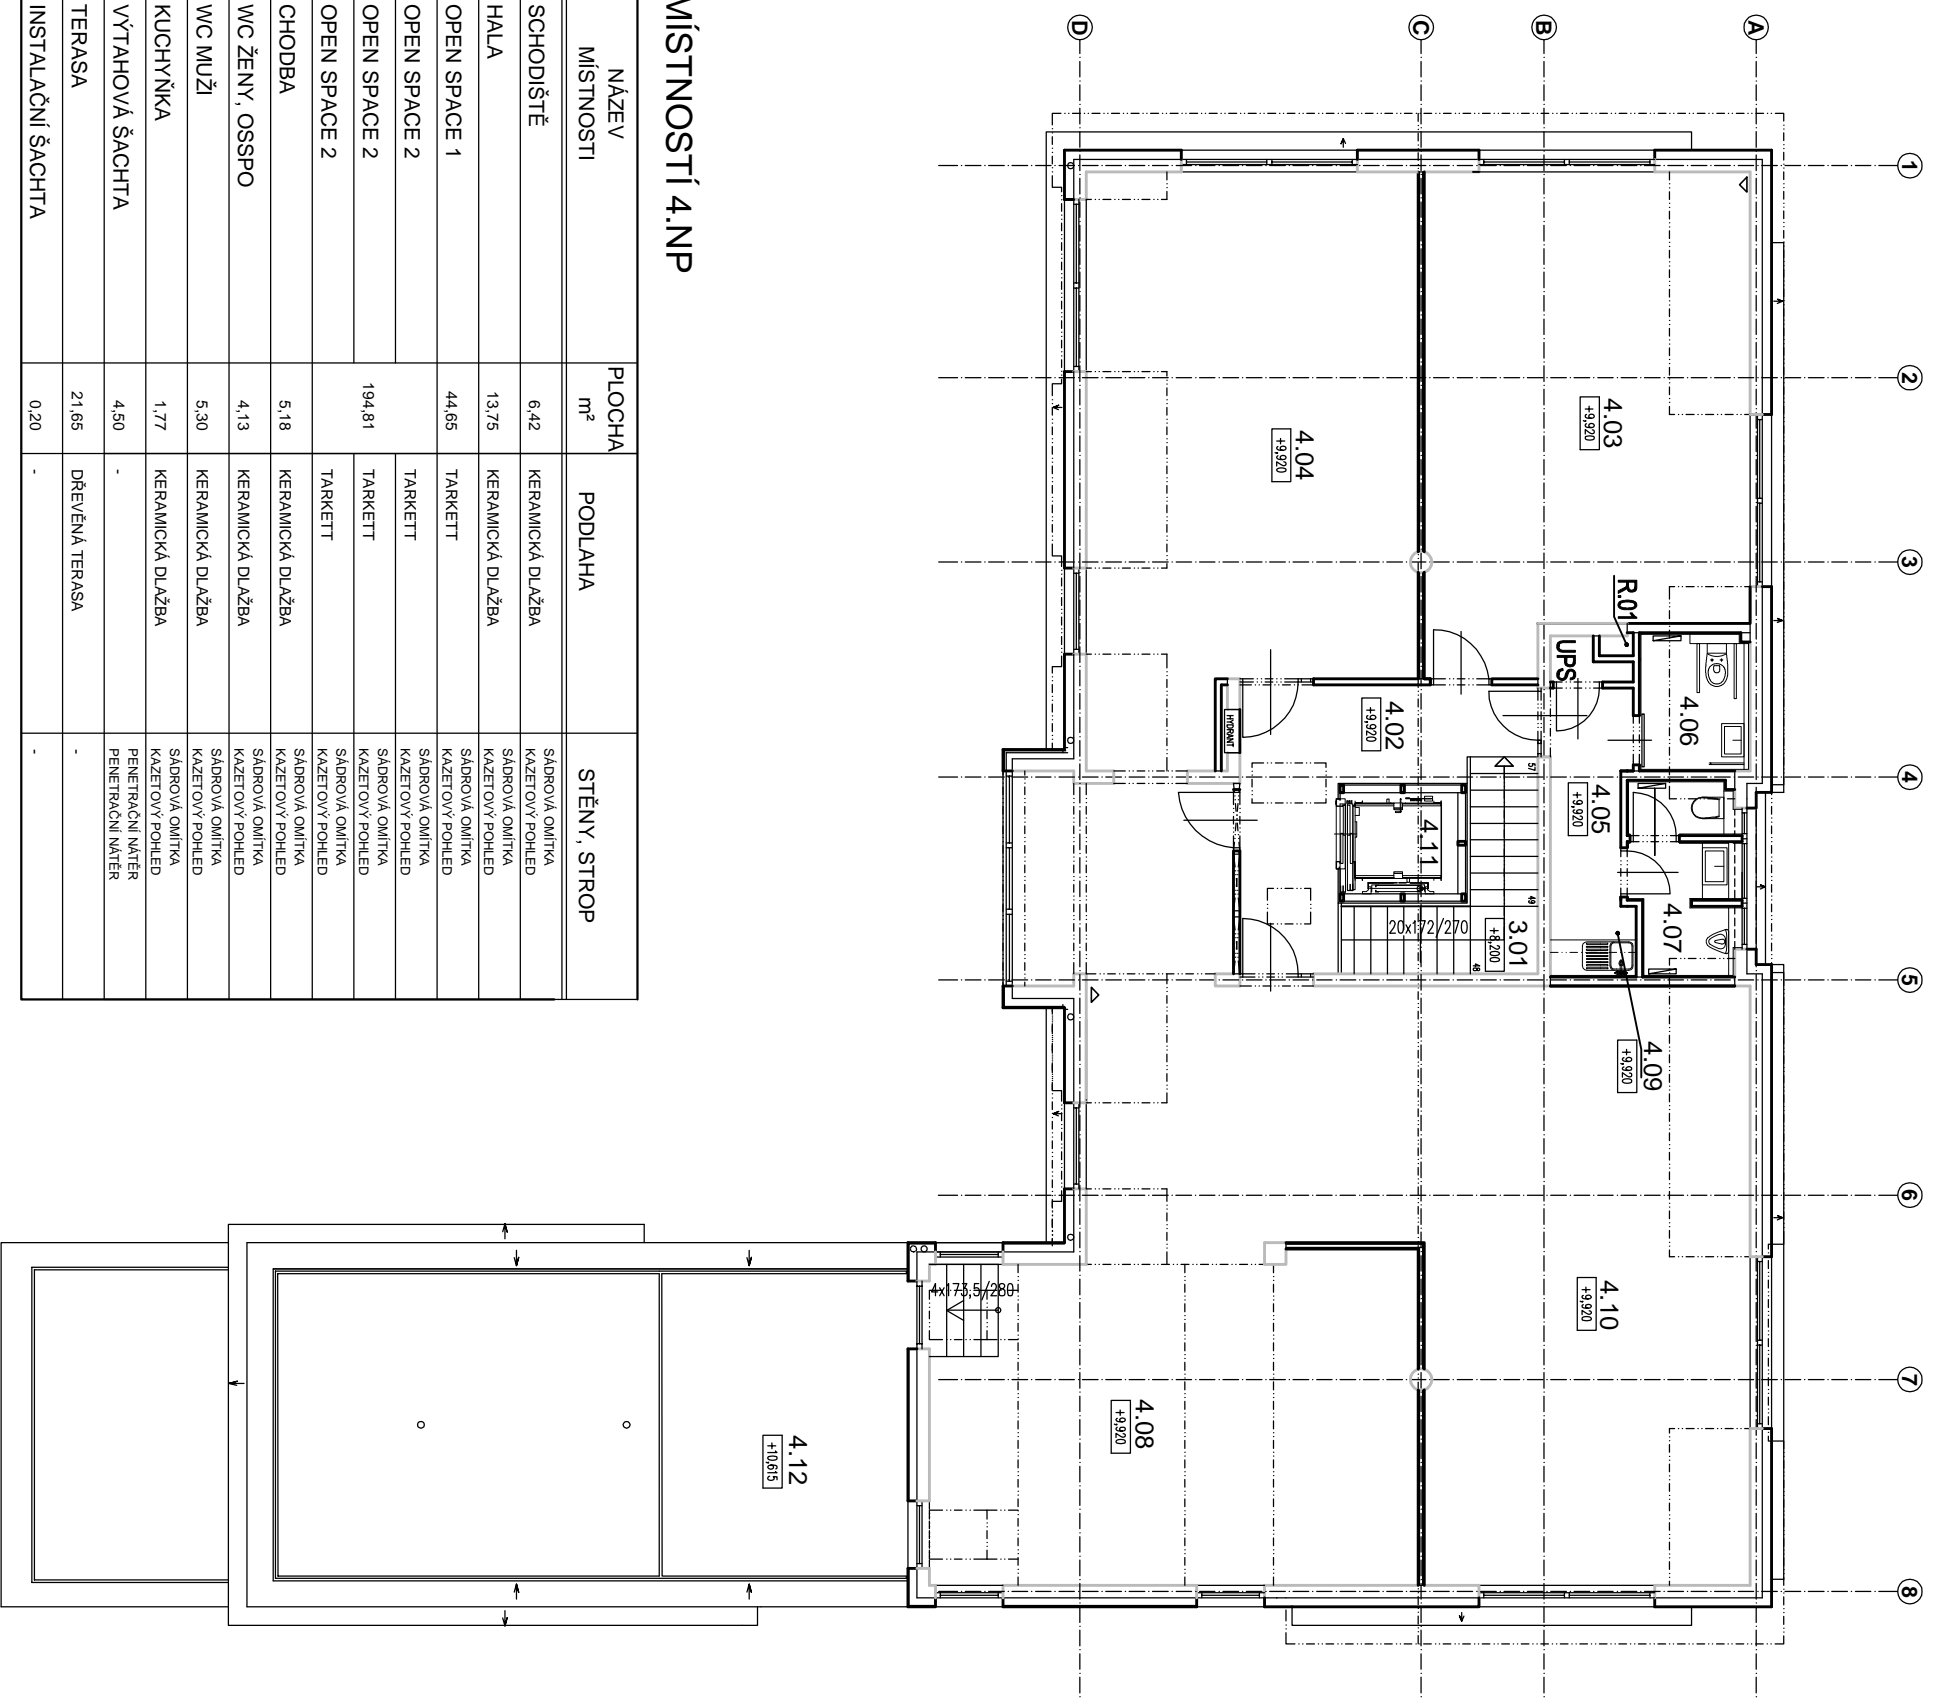 MÍSTNOSTÍ 4.NP
NÁZEV MÍSTNOSTI PLOCHA m² PODLAHA STĚNY, STROP
SCHODIŠTĚ 6,42 KERAMICKÁ DLAŽBA SÁDROVÁ OMÍTKA
KAZETOVÝ POHLED
HALA 13,75 KERAMICKÁ DLAŽBA SÁDROVÁ OMÍTKA
KAZETOVÝ POHLED
OPEN SPACE 1 44,65 TARKETT SÁDROVÁ OMÍTKA
KAZETOVÝ POHLED
OPEN SPACE 2 TARKETT SÁDROVÁ OMÍTKA
KAZETOVÝ POHLED
OPEN SPACE 2 194,81 TARKETT SÁDROVÁ OMÍTKA
KAZETOVÝ POHLED
OPEN SPACE 2 TARKETT SÁDROVÁ OMÍTKA
KAZETOVÝ POHLED
CHODBA 5,18 KERAMICKÁ DLAŽBA SÁDROVÁ OMÍTKA
KAZETOVÝ POHLED
WC ŽENY, OSSPO 4,13 KERAMICKÁ DLAŽBA SÁDROVÁ OMÍTKA
KAZETOVÝ POHLED
WC MUŽI 5,30 KERAMICKÁ DLAŽBA SÁDROVÁ OMÍTKA
KAZETOVÝ POHLED
KUCHYŇKA 1,77 KERAMICKÁ DLAŽBA SÁDROVÁ OMÍTKA
KAZETOVÝ POHLED
VÝTAHOVÁ ŠACHTA 4,50 - PENETRAČNÍ NÁTĚR
PENETRAČNÍ NÁTĚR
TERASA 21,65 DŘEVĚNÁ TERASA -
INSTALAČNÍ ŠACHTA 0,20 - -
1
2
3
4
5
6
7
8
A
B
C
D
4.03
+9,920
4.04
+9,920
R.01
UPS
4.06
4.02
+9,920
HYDRANT
4.05
+9,920
57
49
48
4.11
20x172/270
3.01
+8,200
4.07
4.09
+9,920
4.10
+9,920
4x173,5/280
4.08
+9,920
4.12
+10,615